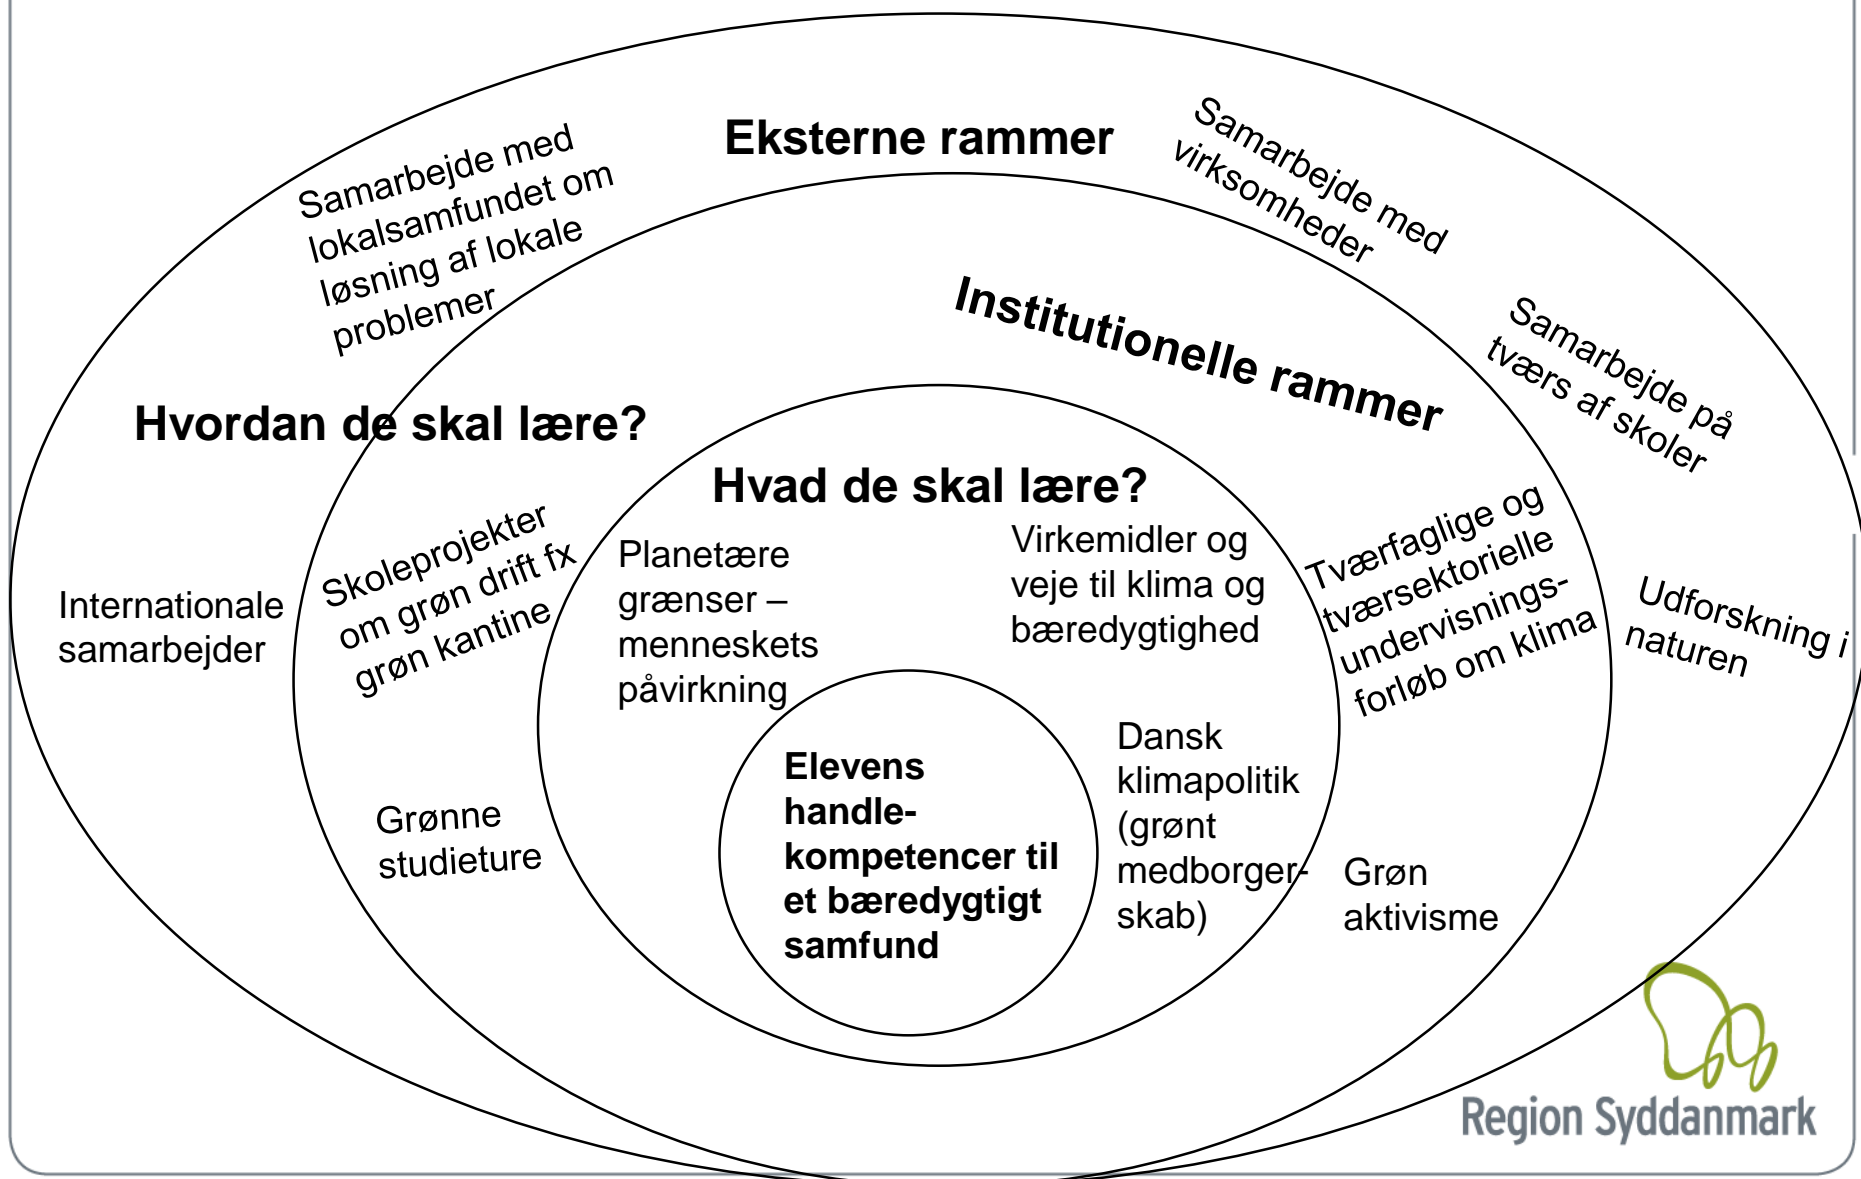 Eksterne rammer
Samarbejde med
lokalsamfundet om
løsning af lokale
problemer
Samarbejde med
virksomheder
Institutionelle rammer
Samarbejde på
tværs af skoler
Hvordan de skal lære?
Hvad de skal lære?
Internationale
samarbejder
Skoleprojekter
om grøn drift fx
grøn kantine
Planetære
grænser –
menneskets
påvirkning
Virkemidler og
veje til klima og
bæredygtighed
Tværfaglige og
tværsektorielle
undervisnings-
forløb om klima
Udforskning i
naturen
Grønne
studieture
Elevens
handle-
kompetencer til
et bæredygtigt
samfund
Dansk
klimapolitik
(grønt
medborger-
skab)
Grøn
aktivisme
Region Syddanmark